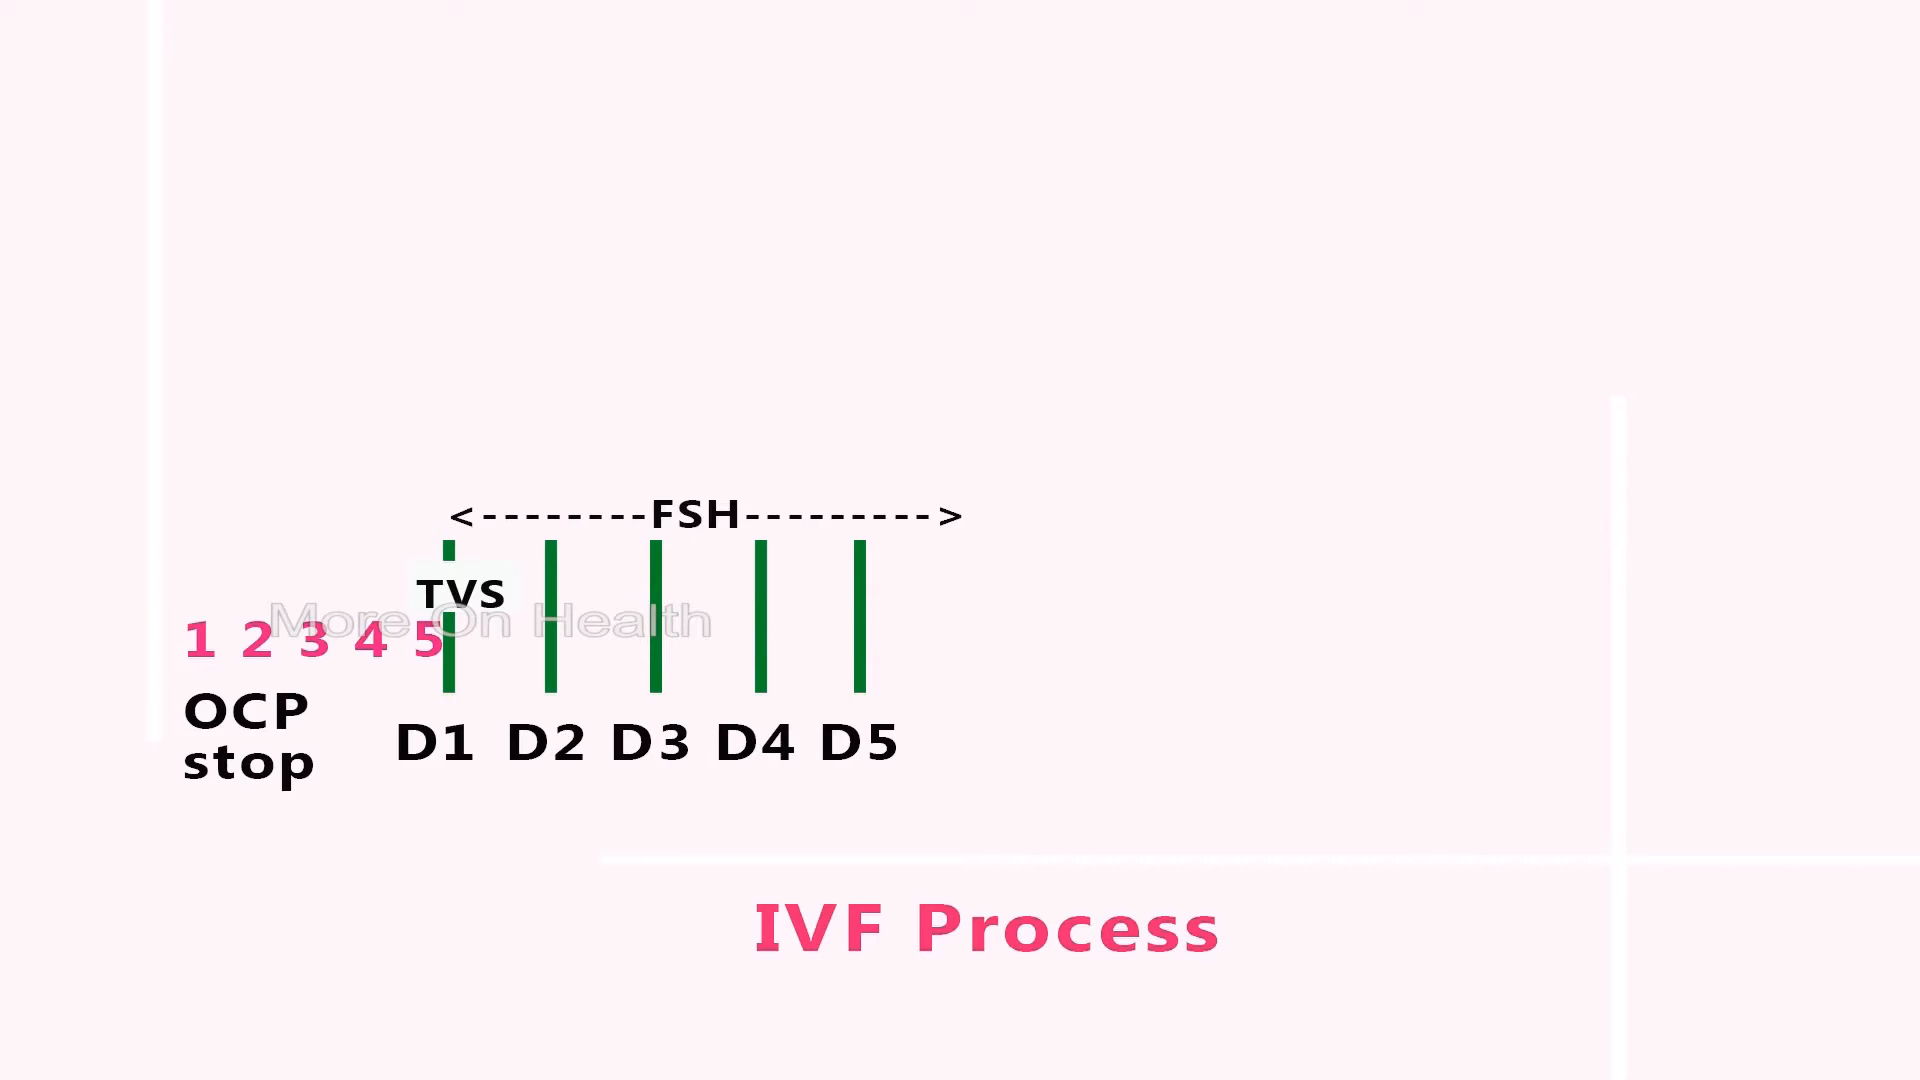 <--------FSH--------->
TVS
More On Health
1 2 3 4 5
OCP
stop
D1 D2 D3 D4 D5
IVF Process